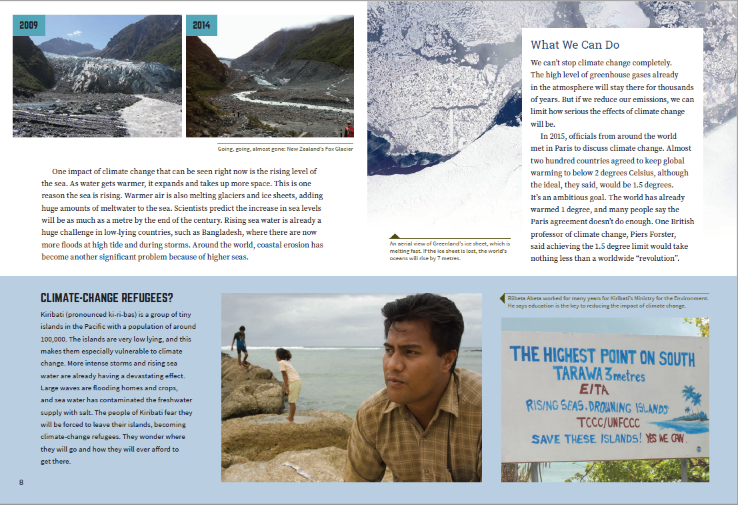 2009
2014
Going, going, almost gone: New Zealand's Fox Glacier
One impact of climate change that can be seen right now is the rising level of
the sea. As water gets warmer, it expands and takes up more space. This is one
reason the sea is rising. Warmer air is also melting glaciers and ice sheets, adding
huge amounts of meltwater to the sea. Scientists predict the increase in sea levels
will be as much as a metre by the end of the century. Rising sea water is already a
huge challenge in low-lying countries, such as Bangladesh, where there are now
more floods at high tide and during storms. Around the world, coastal erosion has
become another significant problem because of higher seas.
An aerial view of Greenland's ice sheet, which is
melting fast. If the ice sheet is lost, the world's
oceans will rise by 7 metres.
What We Can Do
We can't stop climate change completely.
The high level of greenhouse gases already
in the atmosphere will stay there for thousands
of years. But if we reduce our emissions, we can
limit how serious the effects of climate change
will be.
In 2015, officials from around the world
met in Paris to discuss climate change. Almost
two hundred countries agreed to keep global
warming to below 2 degrees Celsius, although
the ideal, they said, would be 1.5 degrees.
It's an ambitious goal. The world has already
warmed 1 degree, and many people say the
Paris agreement doesn't go enough. One British
professor of climate change, Piers Forster,
said achieving the 1.5 degree limit would take
nothing less than a worldwide "revolution".
CLIMATE-CHANGE REFUGEES?
Kiribati (pronounced ki-ri-bas) is a group of tiny
islands in the Pacific with a population of around
100,000. The islands are very low lying, and this
makes them especially vulnerable to climate
change. More intense storms and rising sea
water are already having a devastating effect.
Large waves are flooding homes and crops,
and sea water has contaminated the freshwater
supply with salt. The people of Kiribati fear they
will be forced to leave their islands, becoming
climate-change refugees. They wonder where
they will go and how they will ever afford to
get there.
Riibeta Abeta worked for many years for Kiribati's Ministry for the Environment.
He says education is the key to reducing the impact of climate change.
THE HIGHEST POINT ON SOUTH
TARAWA 3metres
EITA
RISING SEAS, DROWNING ISLANDS
TCCC/UNFCCC
SAVE THESE ISLANDS! YES WE CAN.
8